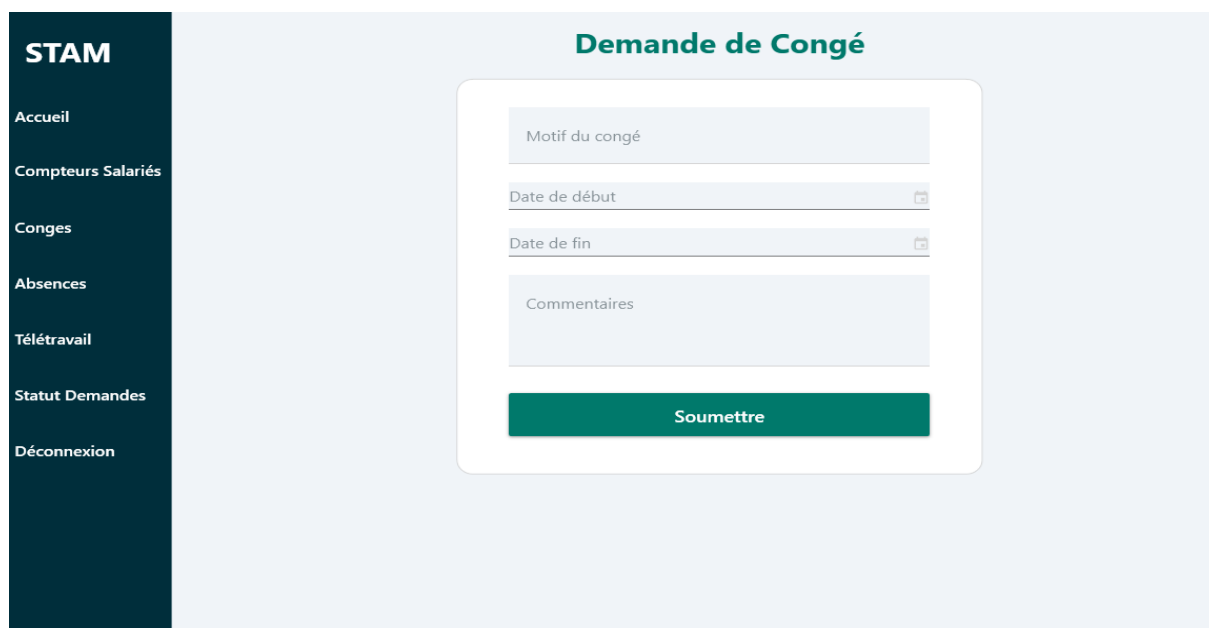 STAM
Accueil
Compteurs Salariés
Conges
Absences
Télétravail
Statut Demandes
Déconnexion
Demande de Congé
Motif du congé
Date de début
Date de fin
Commentaires
Soumettre